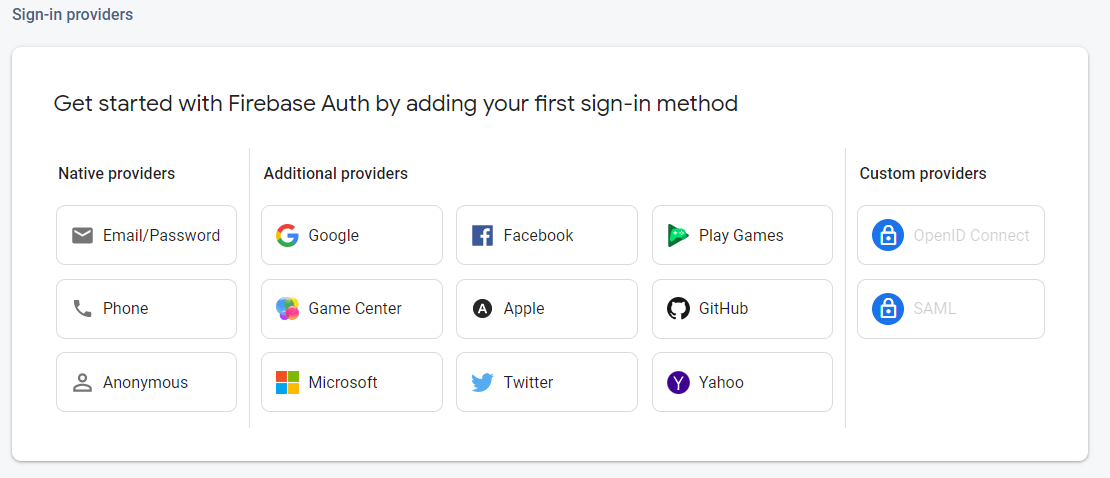 Sign-in providers
Get started with Firebase Auth by adding your first sign-in method
Native providers
Email/Password
Phone
Anonymous
Additional providers
Google
Facebook
Play Games
Game Center
Apple
GitHub
Microsoft
Twitter
Yahoo
Custom providers
OpenID Connect
SAML